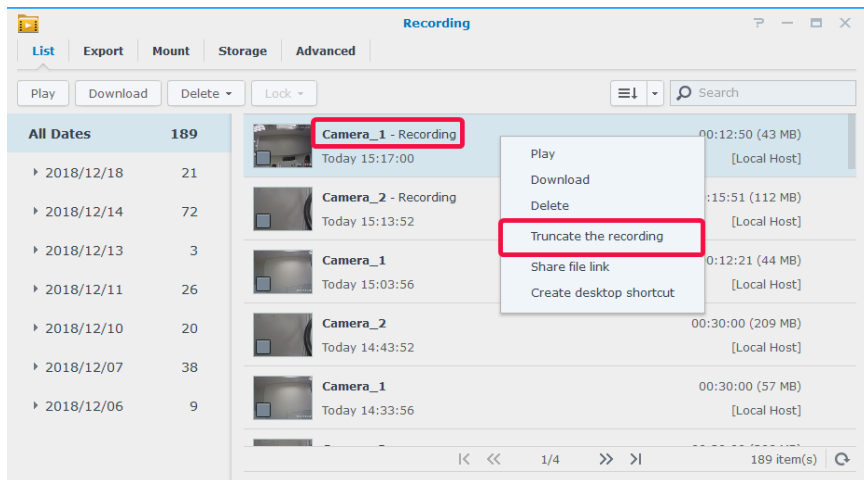 Recording
List Export Mount Storage Advanced
Play Download Delete Lock Search
All Dates 189
2018/12/18 21
2018/12/14 72
2018/12/13 3
2018/12/11 26
2018/12/10 20
2018/12/07 38
2018/12/06 9
Camera_1 - Recording 00:12:50 (43 MB)
Today 15:17:00 [Local Host]
Camera_2 - Recording :15:51 (112 MB)
Today 15:13:52 [Local Host]
Camera_1 0:12:21 (44 MB)
Today 15:03:56 [Local Host]
Camera_2 00:30:00 (209 MB)
Today 14:43:52 [Local Host]
Camera_1 00:30:00 (57 MB)
Today 14:33:56 [Local Host]
Play
Download
Delete
Truncate the recording
Share file link
Create desktop shortcut
1/4 189 item(s)